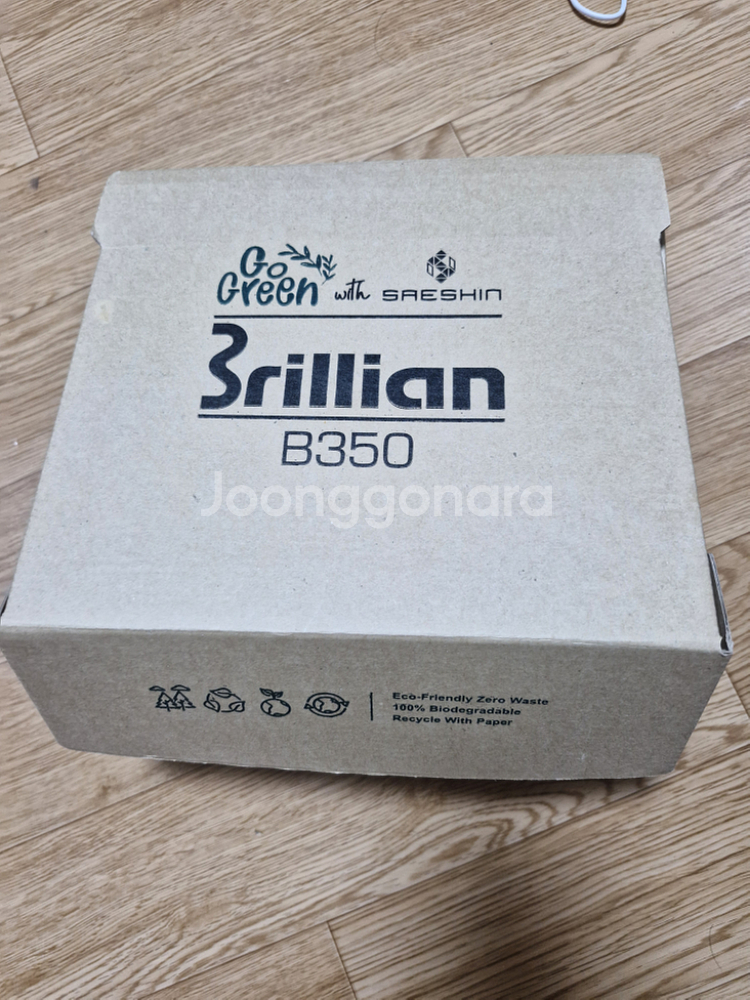 Go Green with SAESHIN
Brillian
B350
Joonggonara
Eco-Friendly Zero Waste
100% Biodegradable
Recycle With Paper